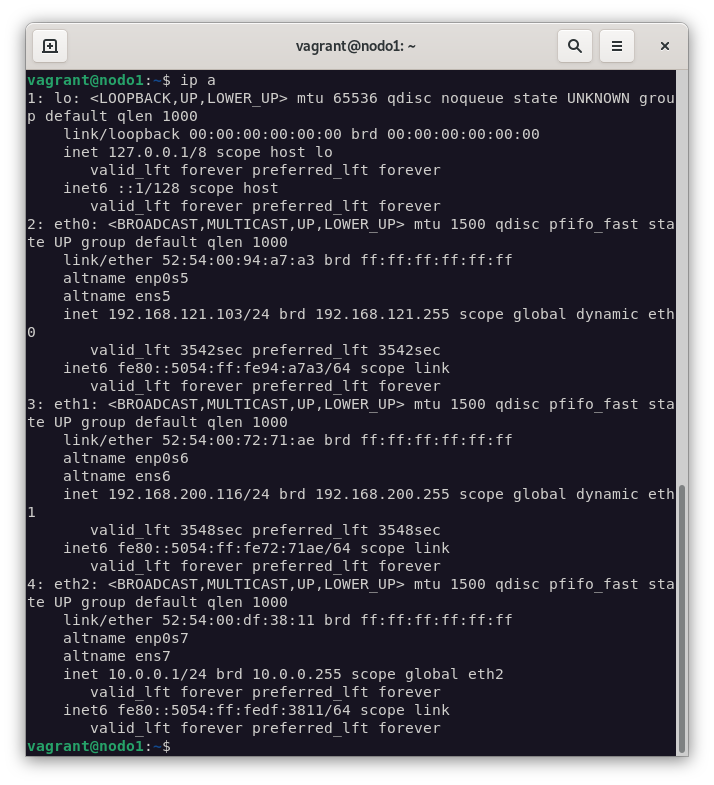 vagrant@nodo1: ~
vagrant@nodo1:~$ ip a
1: lo: <LOOPBACK,UP,LOWER_UP> mtu 65536 qdisc noqueue state UNKNOWN grou
p default qlen 1000
    link/loopback 00:00:00:00:00:00 brd 00:00:00:00:00:00
    inet 127.0.0.1/8 scope host lo
       valid_lft forever preferred_lft forever
    inet6 ::1/128 scope host
       valid_lft forever preferred_lft forever
2: eth0: <BROADCAST,MULTICAST,UP,LOWER_UP> mtu 1500 qdisc pfifo_fast sta
te UP group default qlen 1000
    link/ether 52:54:00:94:a7:a3 brd ff:ff:ff:ff:ff:ff
    altname enp0s5
    altname ens5
    inet 192.168.121.103/24 brd 192.168.121.255 scope global dynamic eth
0
       valid_lft 3542sec preferred_lft 3542sec
    inet6 fe80::5054:ff:fe94:a7a3/64 scope link
       valid_lft forever preferred_lft forever
3: eth1: <BROADCAST,MULTICAST,UP,LOWER_UP> mtu 1500 qdisc pfifo_fast sta
te UP group default qlen 1000
    link/ether 52:54:00:72:71:ae brd ff:ff:ff:ff:ff:ff
    altname enp0s6
    altname ens6
    inet 192.168.200.116/24 brd 192.168.200.255 scope global dynamic eth
1
       valid_lft 3548sec preferred_lft 3548sec
    inet6 fe80::5054:ff:fe72:71ae/64 scope link
       valid_lft forever preferred_lft forever
4: eth2: <BROADCAST,MULTICAST,UP,LOWER_UP> mtu 1500 qdisc pfifo_fast sta
te UP group default qlen 1000
    link/ether 52:54:00:df:38:11 brd ff:ff:ff:ff:ff:ff
    altname enp0s7
    altname ens7
    inet 10.0.0.1/24 brd 10.0.0.255 scope global eth2
       valid_lft forever preferred_lft forever
    inet6 fe80::5054:ff:fedf:3811/64 scope link
       valid_lft forever preferred_lft forever
vagrant@nodo1:~$